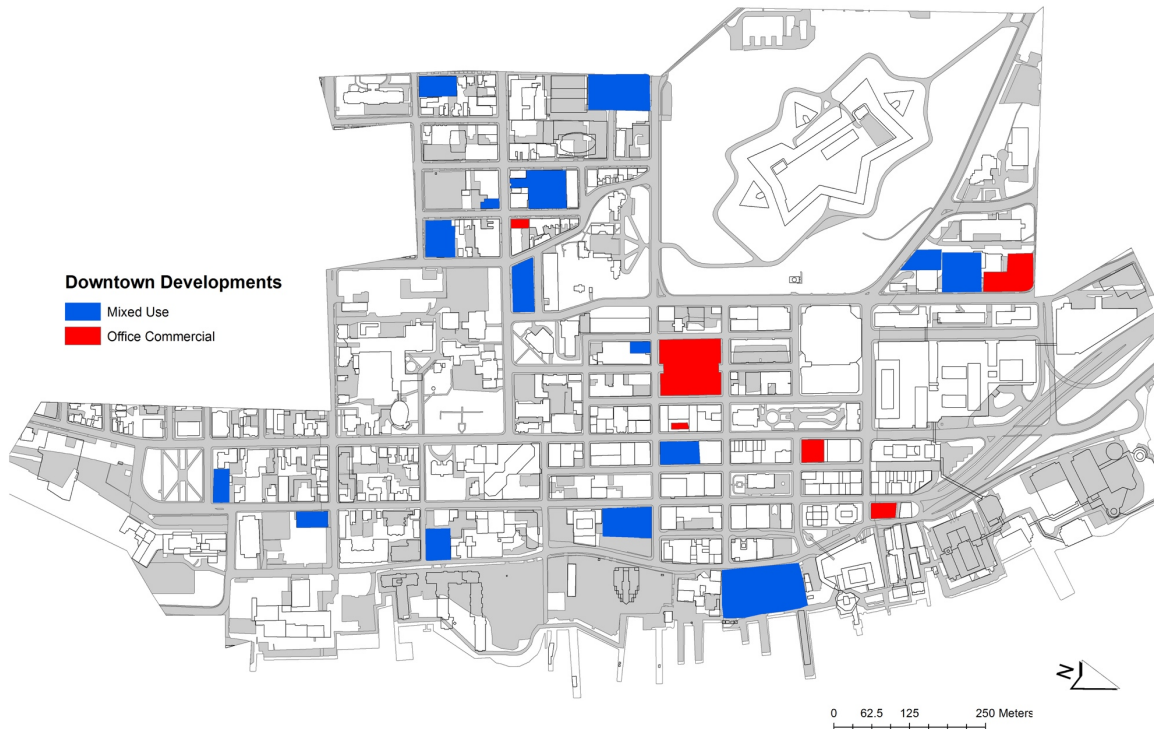 Downtown Developments
Mixed Use
Office Commercial
N
0 62.5 125 250 Meters